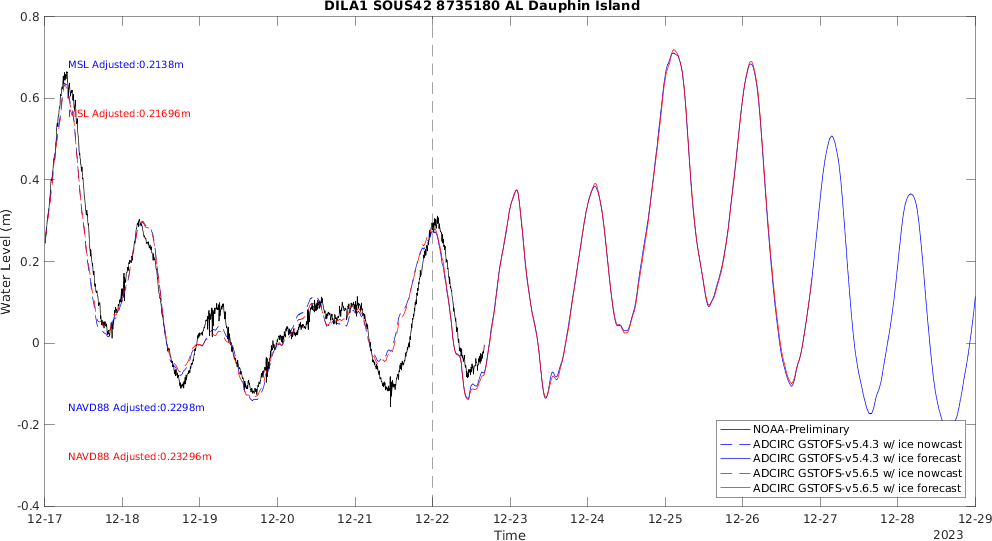 DILA1 SOUS42 8735180 AL Dauphin Island
0.8
0.6
0.4
0.2
0
-0.2
-0.4
Water Level (m)
MSL Adjusted:0.2138m
MSL Adjusted:0.21696m
NAVD88 Adjusted:0.2298m
NAVD88 Adjusted:0.23296m
NOAA-Preliminary
ADCIRC GSTOFS-v5.4.3 w/ ice nowcast
ADCIRC GSTOFS-v5.4.3 w/ ice forecast
ADCIRC GSTOFS-v5.6.5 w/ ice nowcast
ADCIRC GSTOFS-v5.6.5 w/ ice forecast
12-17 12-18 12-19 12-20 12-21 12-22 12-23 12-24 12-25 12-26 12-27 12-28 12-29
Time
2023